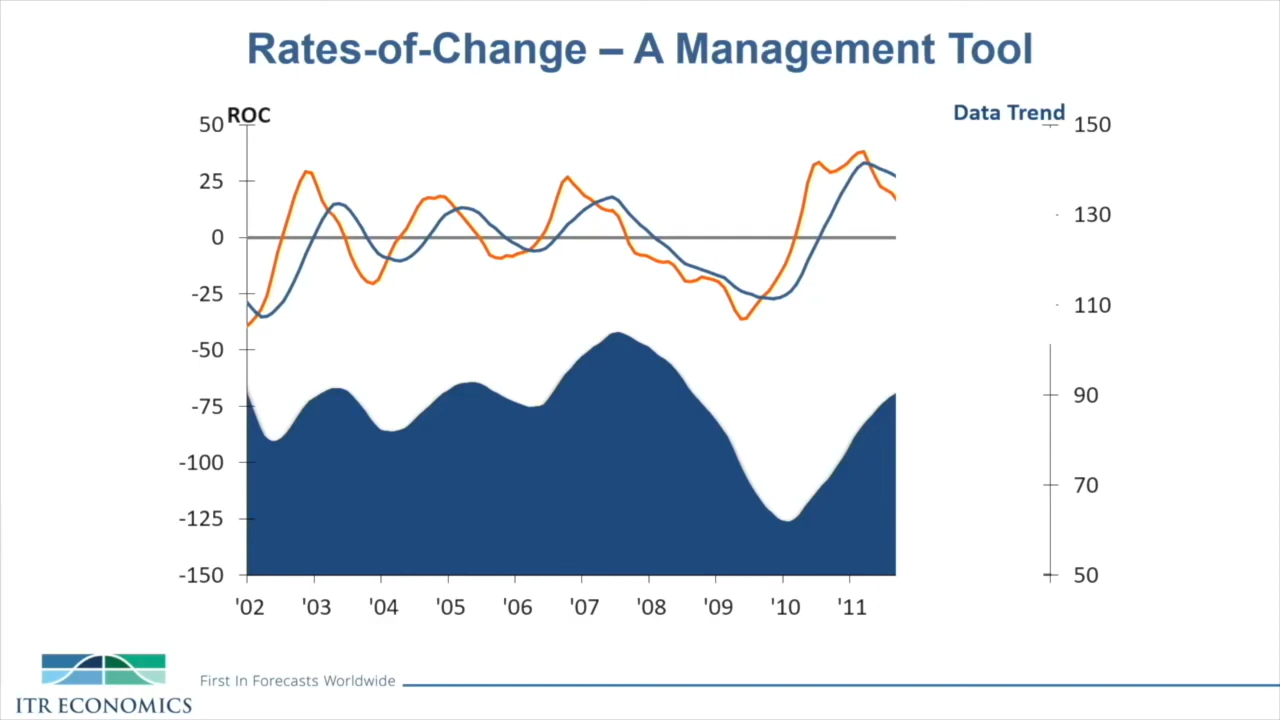 Rates-of-Change – A Management Tool
ROC
Data Trend
50
25
0
-25
-50
-75
-100
-125
-150
150
130
110
90
70
50
'02 '03 '04 '05 '06 '07 '08 '09 '10 '11
First In Forecasts Worldwide
ITR ECONOMICS